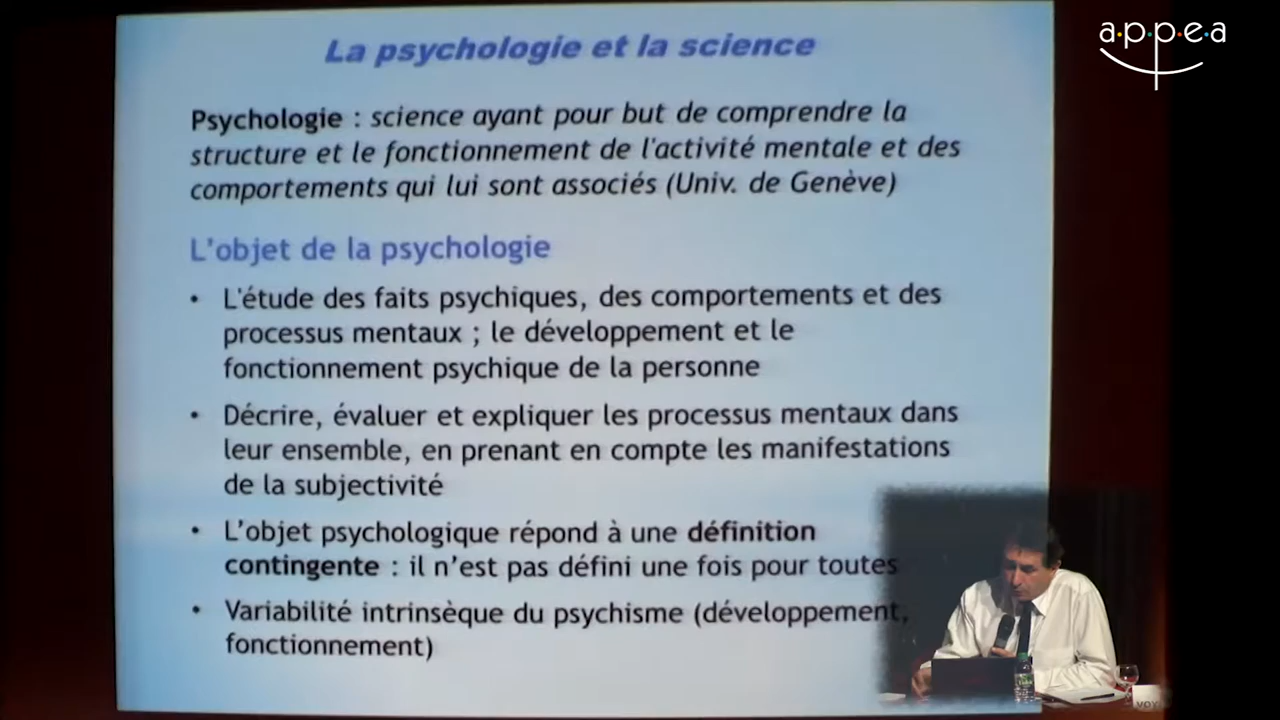 a·p·p·e·a
La psychologie et la science
Psychologie : science ayant pour but de comprendre la
structure et le fonctionnement de l'activité mentale et des
comportements qui lui sont associés (Univ. de Genève)
L'objet de la psychologie
• L'étude des faits psychiques, des comportements et des
processus mentaux ; le développement et le
fonctionnement psychique de la personne
• Décrire, évaluer et expliquer les processus mentaux dans
leur ensemble, en prenant en compte les manifestations
de la subjectivité
• L’objet psychologique répond à une définition
contingente : il n’est pas défini une fois pour toutes
• Variabilité intrinsèque du psychisme (développement,
fonctionnement)